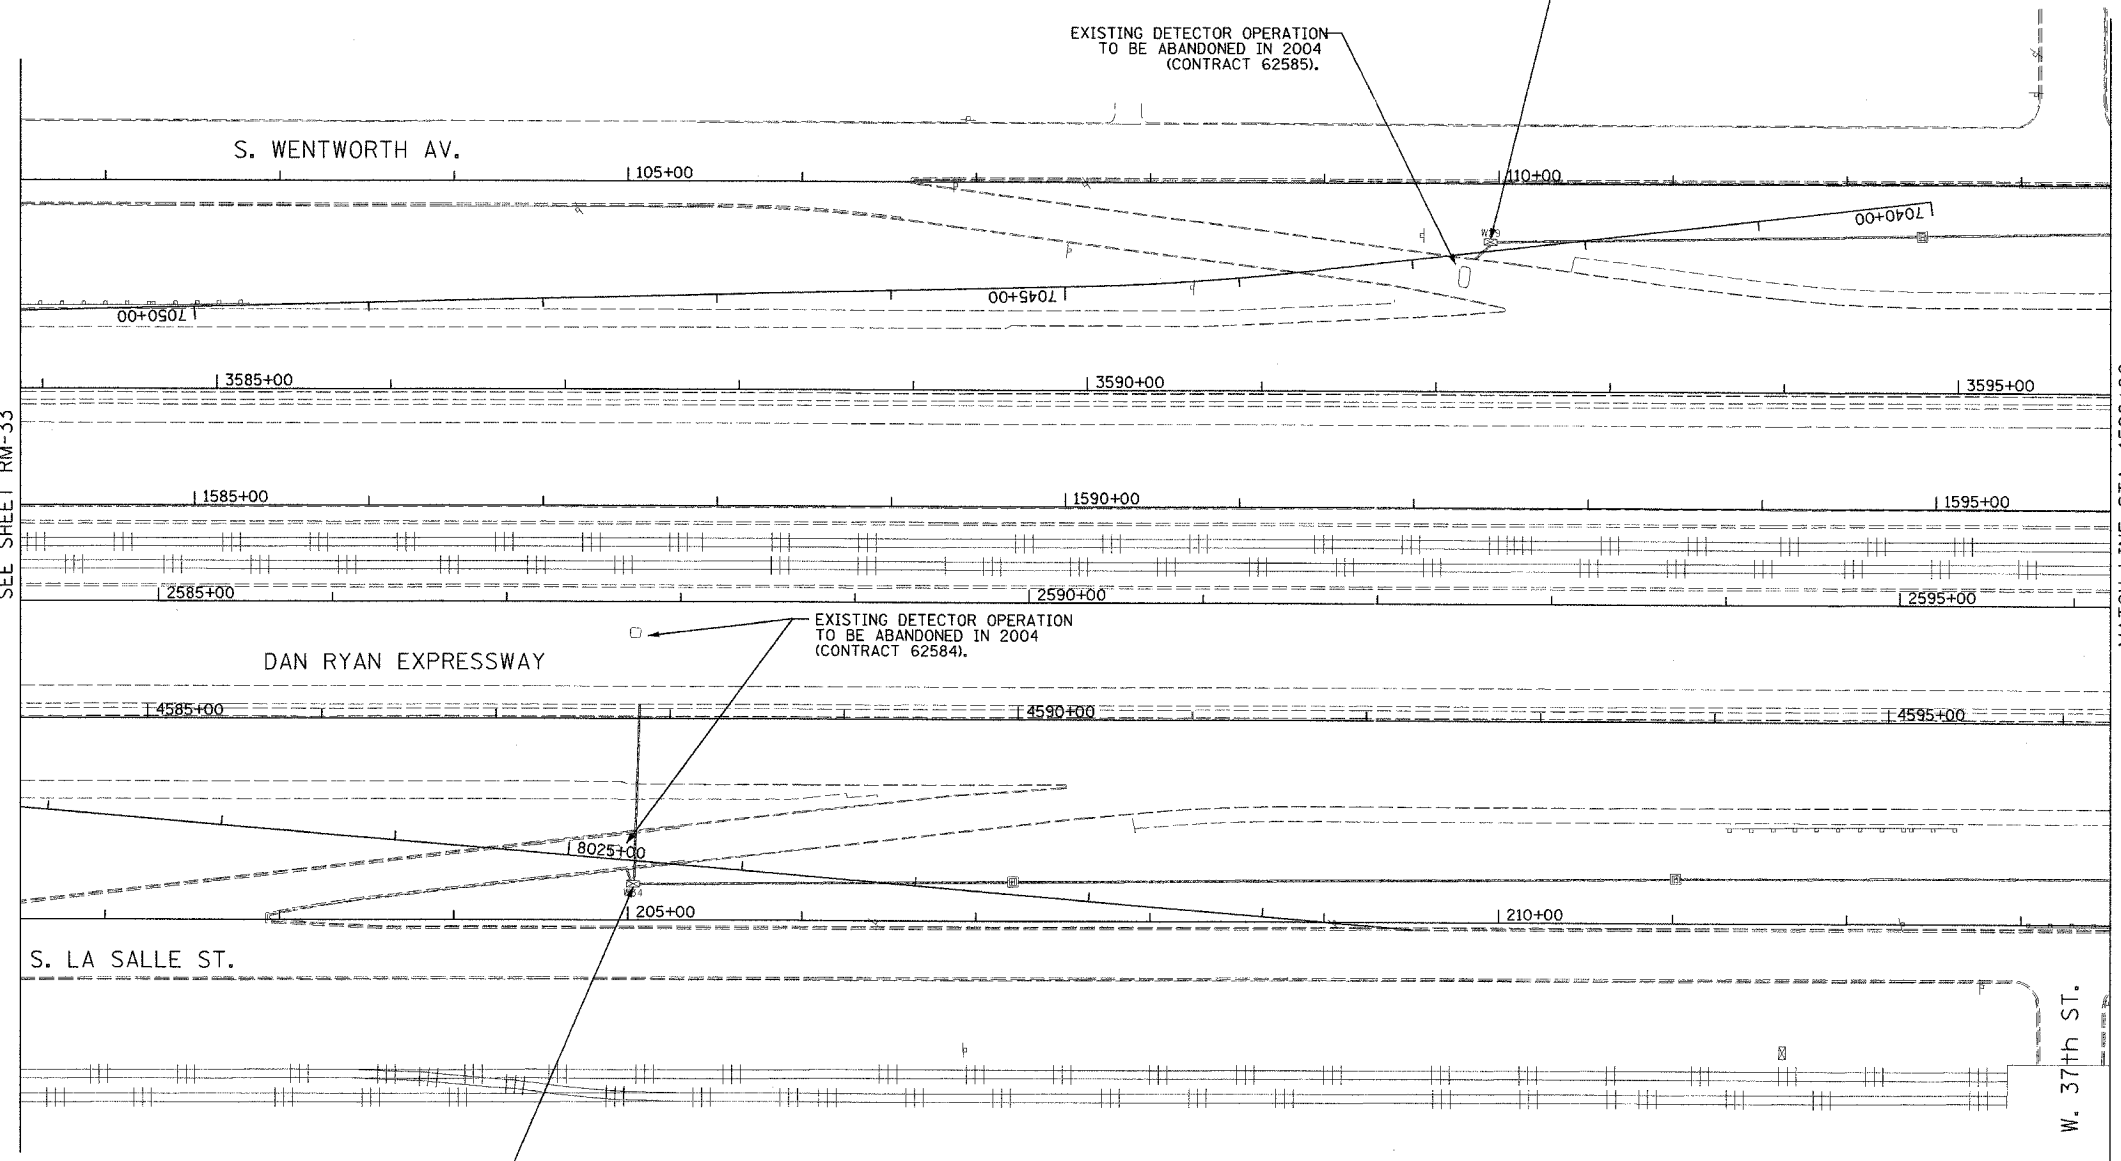 EXISTING DETECTOR OPERATION
TO BE ABANDONED IN 2004
(CONTRACT 62585).
S. WENTWORTH AV.
105+00
110+00
7040+00
7045+00
7050+00
3585+00
3590+00
3595+00
SEE SHEET RM-33
1585+00
1590+00
1595+00
2585+00
2590+00
2595+00
EXISTING DETECTOR OPERATION
TO BE ABANDONED IN 2004
(CONTRACT 62584).
DAN RYAN EXPRESSWAY
4585+00
4590+00
4595+00
8025+00
205+00
210+00
S. LA SALLE ST.
W. 37th ST.